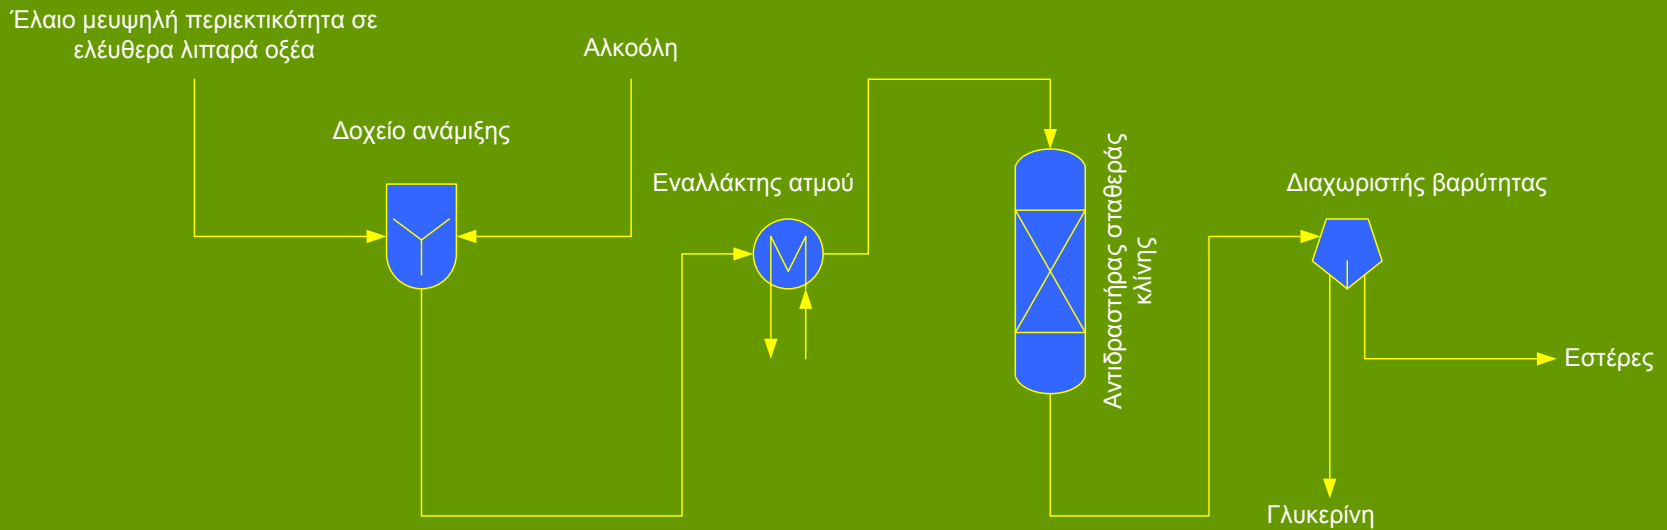 Έλαιο μευψηλή περιεκτικότητα σε
ελέυθερα λιπαρά οξέα
Αλκοόλη
Δοχείο ανάμιξης
Εναλλάκτης ατμού
Αντιδραστήρας σταθεράς
κλίνης
Διαχωριστής βαρύτητας
Εστέρες
Γλυκερίνη